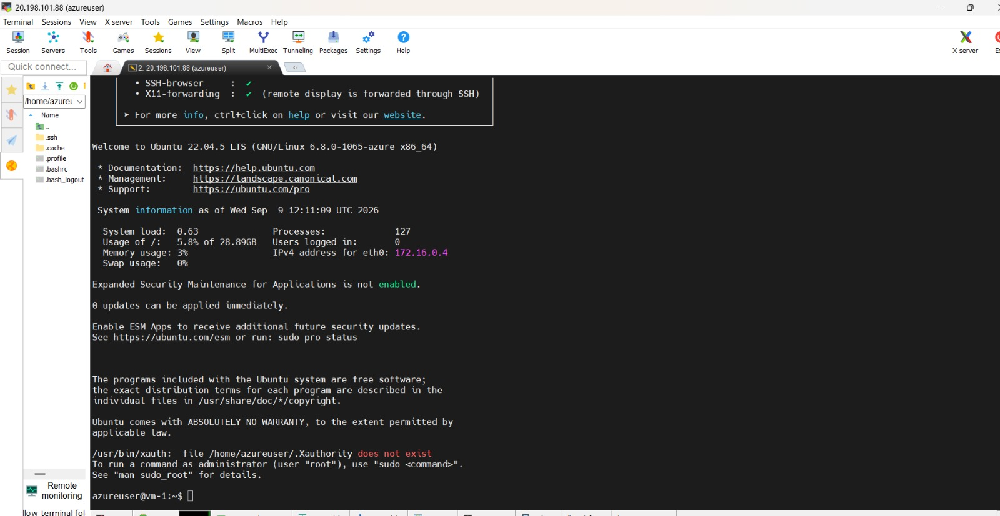 20.198.101.88 (azureuser)
Terminal Sessions View X server Tools Games Settings Macros Help
Session Servers Tools Games Sessions View Split MultiExec Tunneling Packages Settings Help X server
Quick connect...
2. 20.198.101.88 (azureuser)
/home/azureu
Name
..
.ssh
.cache
.profile
.bashrc
.bash_logout
Remote
monitoring
llow terminal fol
• SSH-browser : ✔
• X11-forwarding : ✔ (remote display is forwarded through SSH)
➤ For more info, ctrl+click on help or visit our website.
Welcome to Ubuntu 22.04.5 LTS (GNU/Linux 6.8.0-1065-azure x86_64)
* Documentation: https://help.ubuntu.com
* Management: https://landscape.canonical.com
* Support: https://ubuntu.com/pro
System information as of Wed Sep 9 12:11:09 UTC 2026
System load: 0.63 Processes: 127
Usage of /: 5.8% of 28.89GB Users logged in: 0
Memory usage: 3% IPv4 address for eth0: 172.16.0.4
Swap usage: 0%
Expanded Security Maintenance for Applications is not enabled.
0 updates can be applied immediately.
Enable ESM Apps to receive additional future security updates.
See https://ubuntu.com/esm or run: sudo pro status
The programs included with the Ubuntu system are free software;
the exact distribution terms for each program are described in the
individual files in /usr/share/doc/*/copyright.
Ubuntu comes with ABSOLUTELY NO WARRANTY, to the extent permitted by
applicable law.
/usr/bin/xauth: file /home/azureuser/.Xauthority does not exist
To run a command as administrator (user "root"), use "sudo <command>".
See "man sudo_root" for details.
azureuser@vm-1:~$